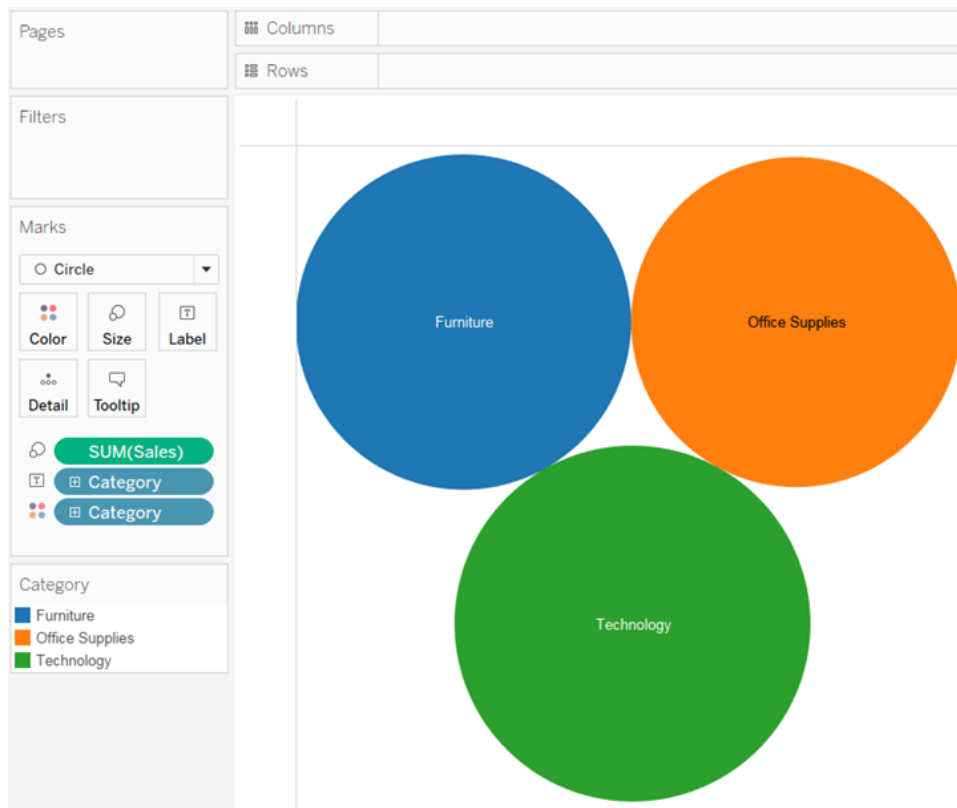 Pages
Columns
Rows
Filters
Marks
Circle
Color
Size
Label
Detail
Tooltip
SUM(Sales)
Category
Category
Category
Furniture
Office Supplies
Technology
Furniture
Office Supplies
Technology